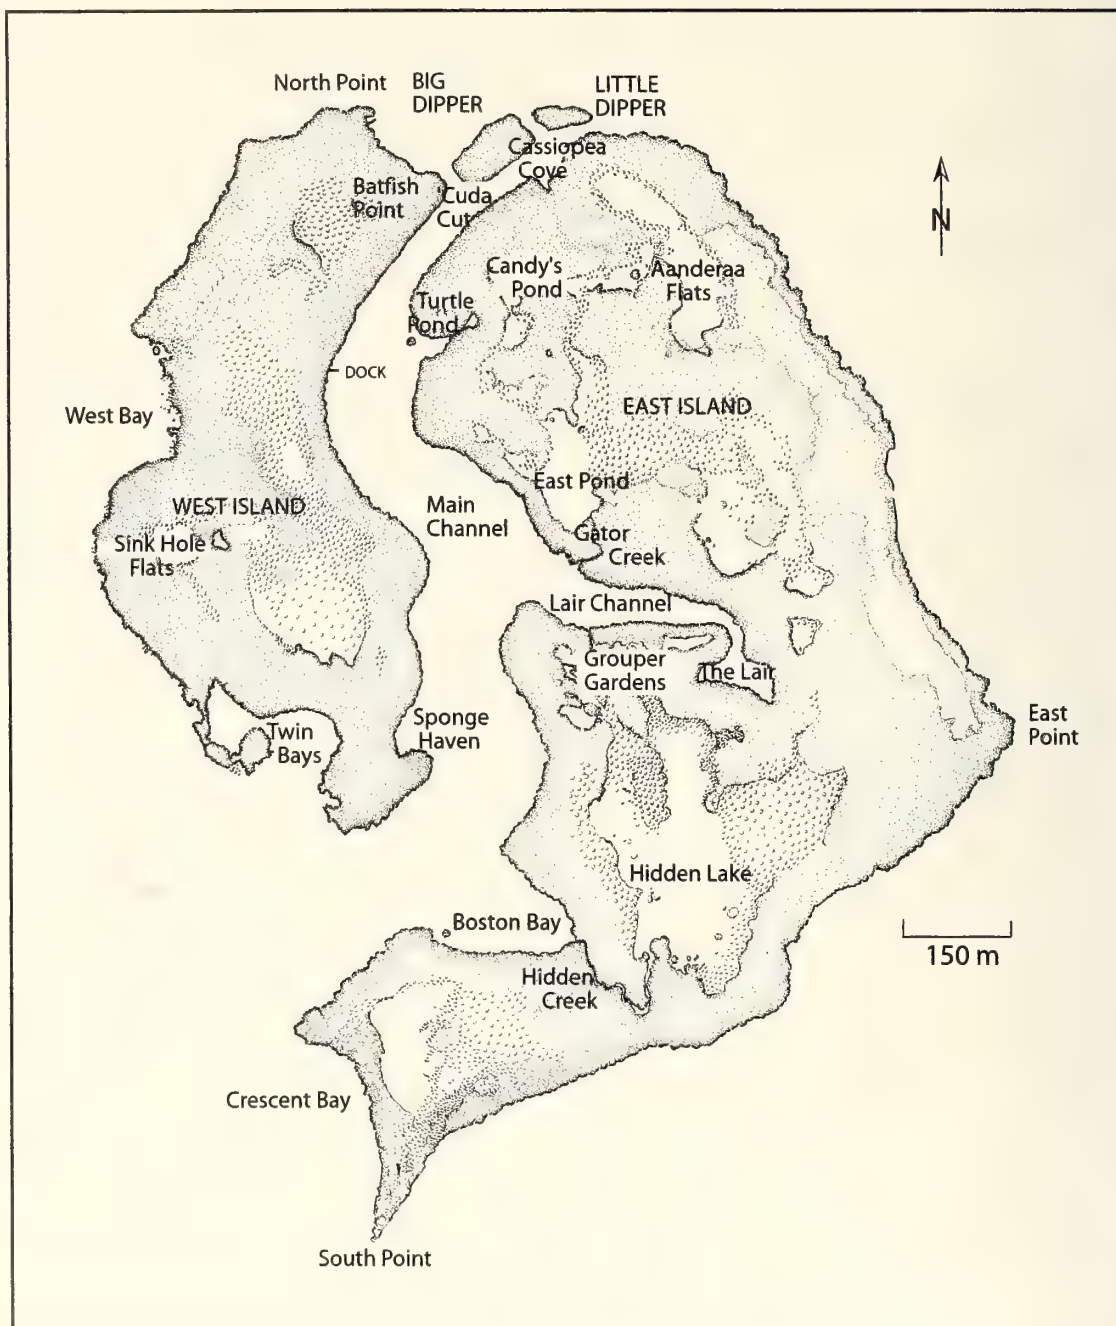 North Point
BIG
DIPPER
LITTLE
DIPPER
Cassiopea
Cove
Batfish
Point
Cuda
Cut
N
Candy's
Pond
Aanderaa
Flats
Turtle
Pond
DOCK
West Bay
EAST ISLAND
East Pond
WEST ISLAND
Main
Channel
Sink Hole
Flats
Gator
Creek
Lair Channel
Grouper
Gardens
The Lair
Sponge
Haven
East
Point
Twin
Bays
Hidden Lake
Boston Bay
150 m
Hidden
Creek
Crescent Bay
South Point